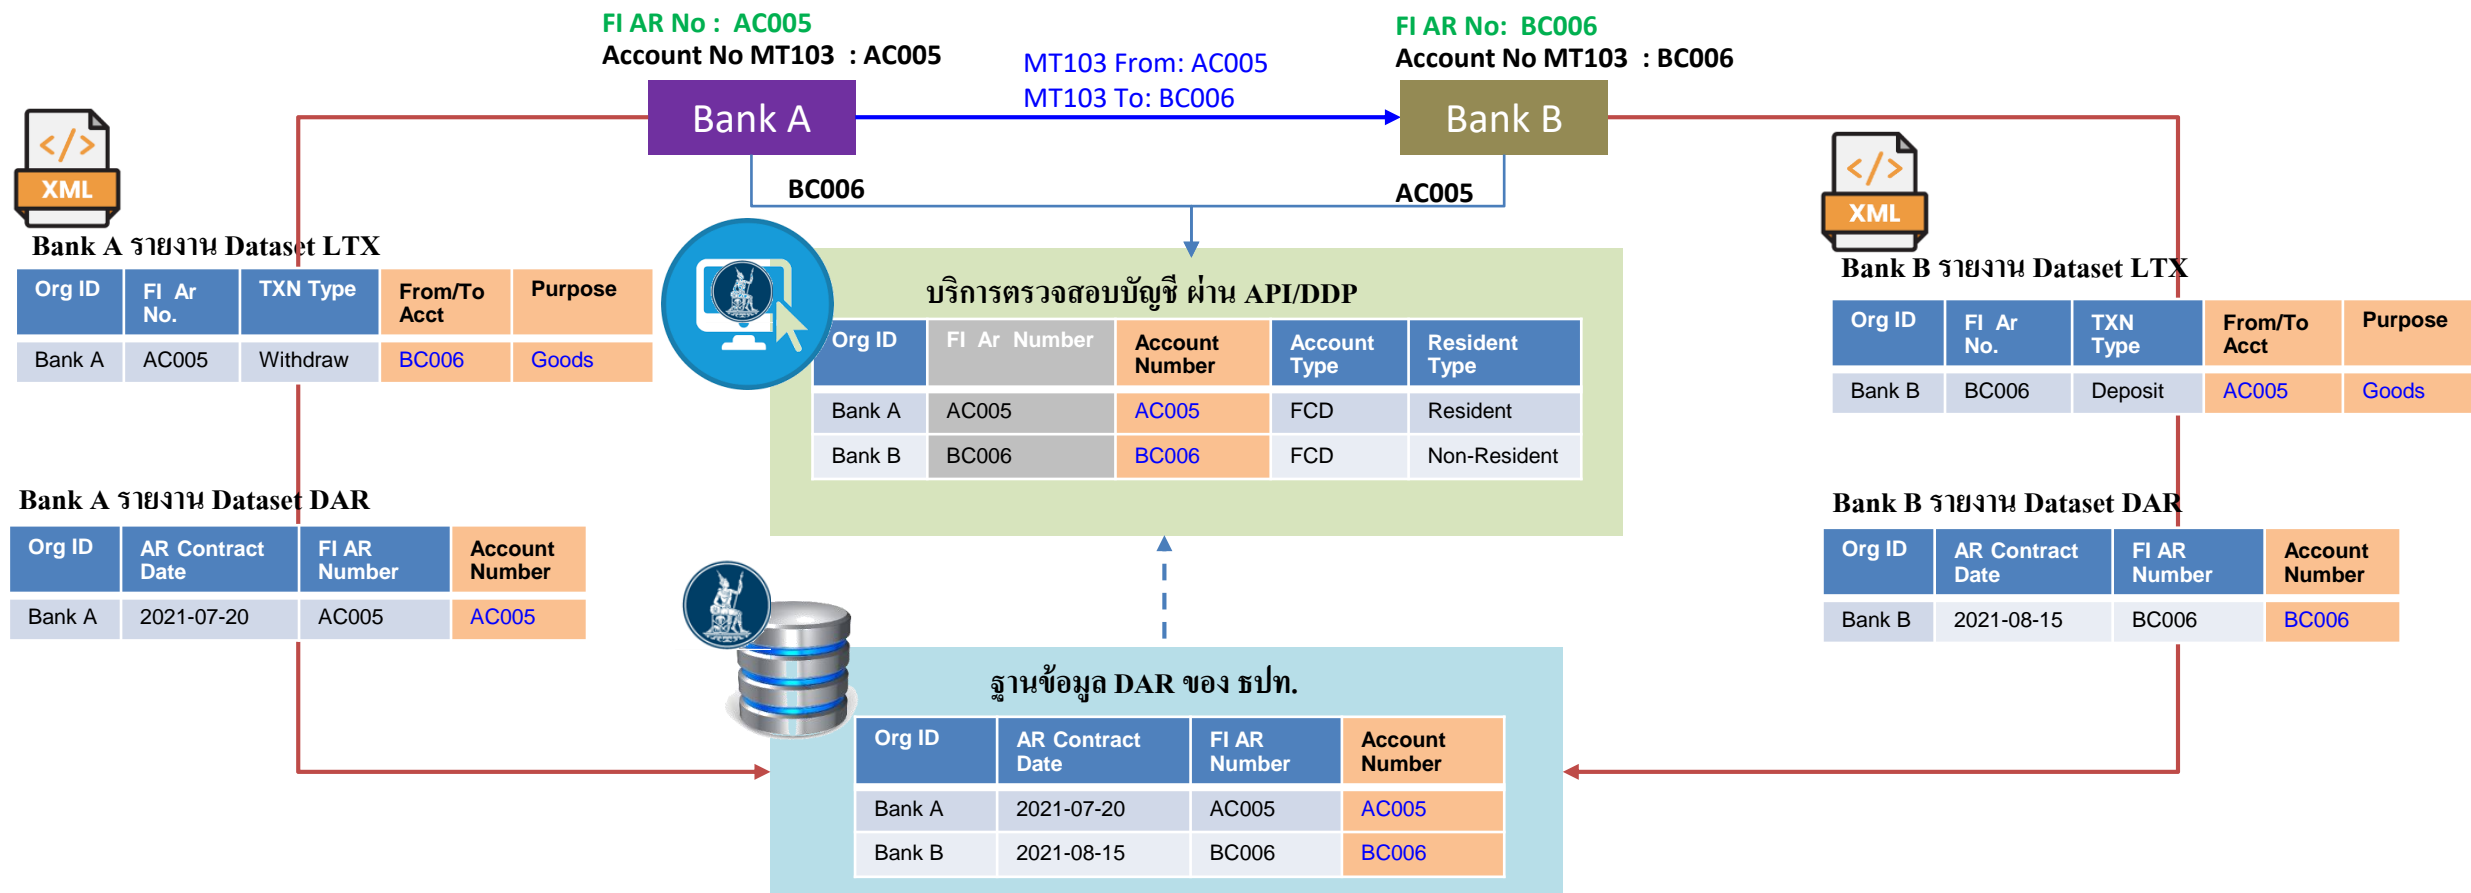 FI AR No : AC005
Account No MT103 : AC005
FI AR No: BC006
Account No MT103 : BC006
MT103 From: AC005
MT103 To: BC006
Bank A
Bank B
BC006
AC005
</>
XML
</>
XML
Bank A รายงาน Dataset LTX
Org ID FI Ar No. TXN Type From/To Acct Purpose
Bank A AC005 Withdraw BC006 Goods
บริการตรวจสอบบัญชี ผ่าน API/DDP
Org ID FI Ar Number Account Number Account Type Resident Type
Bank A AC005 AC005 FCD Resident
Bank B BC006 BC006 FCD Non-Resident
Bank B รายงาน Dataset LTX
Org ID FI Ar No. TXN Type From/To Acct Purpose
Bank B BC006 Deposit AC005 Goods
Bank A รายงาน Dataset DAR
Org ID AR Contract Date FI AR Number Account Number
Bank A 2021-07-20 AC005 AC005
Bank B รายงาน Dataset DAR
Org ID AR Contract Date FI AR Number Account Number
Bank B 2021-08-15 BC006 BC006
ฐานข้อมูล DAR ของ ธปท.
Org ID AR Contract Date FI AR Number Account Number
Bank A 2021-07-20 AC005 AC005
Bank B 2021-08-15 BC006 BC006